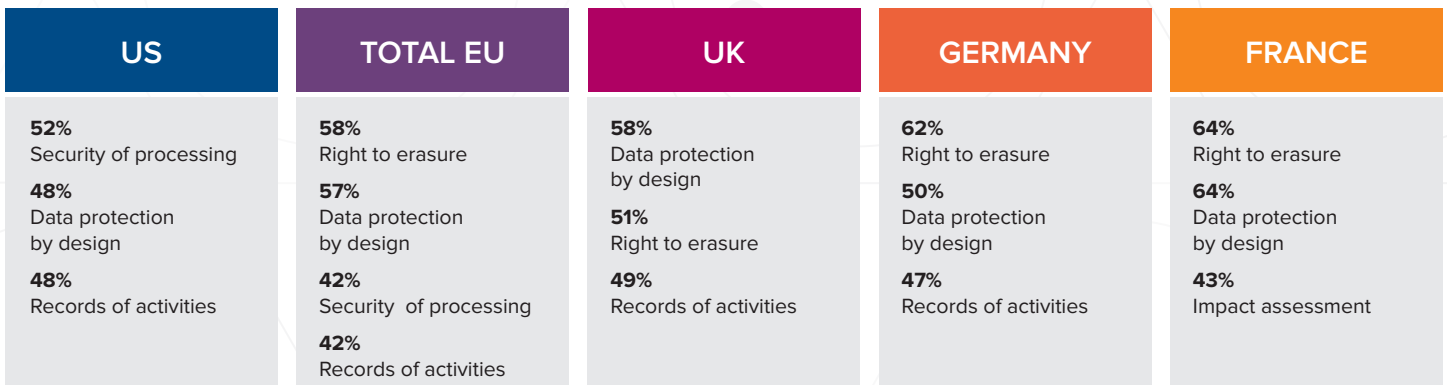 US
52%
Security of processing
48%
Data protection
by design
48%
Records of activities
TOTAL EU
58%
Right to erasure
57%
Data protection
by design
42%
Security of processing
42%
Records of activities
UK
58%
Data protection
by design
51%
Right to erasure
49%
Records of activities
GERMANY
62%
Right to erasure
50%
Data protection
by design
47%
Records of activities
FRANCE
64%
Right to erasure
64%
Data protection
by design
43%
Impact assessment